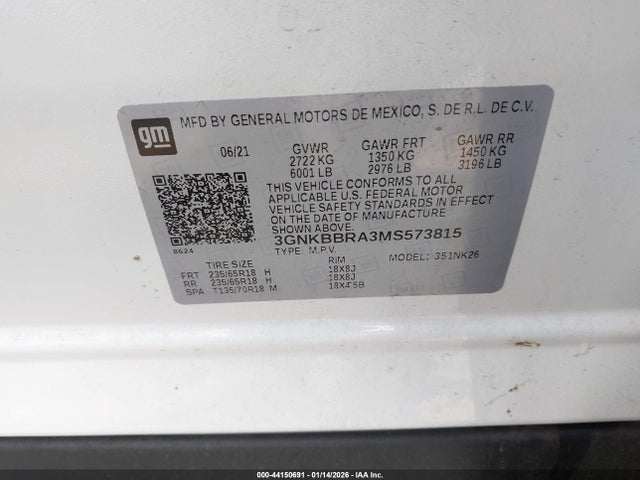 gm
MFD BY GENERAL MOTORS DE MEXICO, S. DE R.L. DE C.V.
06/21 GVWR GAWR FRT GAWR RR
2722 KG 1350 KG 1450 KG
6001 LB 2976 LB 3196 LB
THIS VEHICLE CONFORMS TO ALL
APPLICABLE U.S. FEDERAL MOTOR
VEHICLE SAFETY STANDARDS IN EFFECT
ON THE DATE OF MANUFACTURE
SHOWN ABOVE.
3GNKBBRA3MS573815
TYPE: M.P.V. MODEL: 351NK26
8624
TIRE SIZE RIM
FRT 235/65R18 H 18X8J
RR 235/65R18 H 18X8J
SPA T135/70R18 M 18X4.5B
000-44150691 - 01/14/2026 - IAAI Inc.